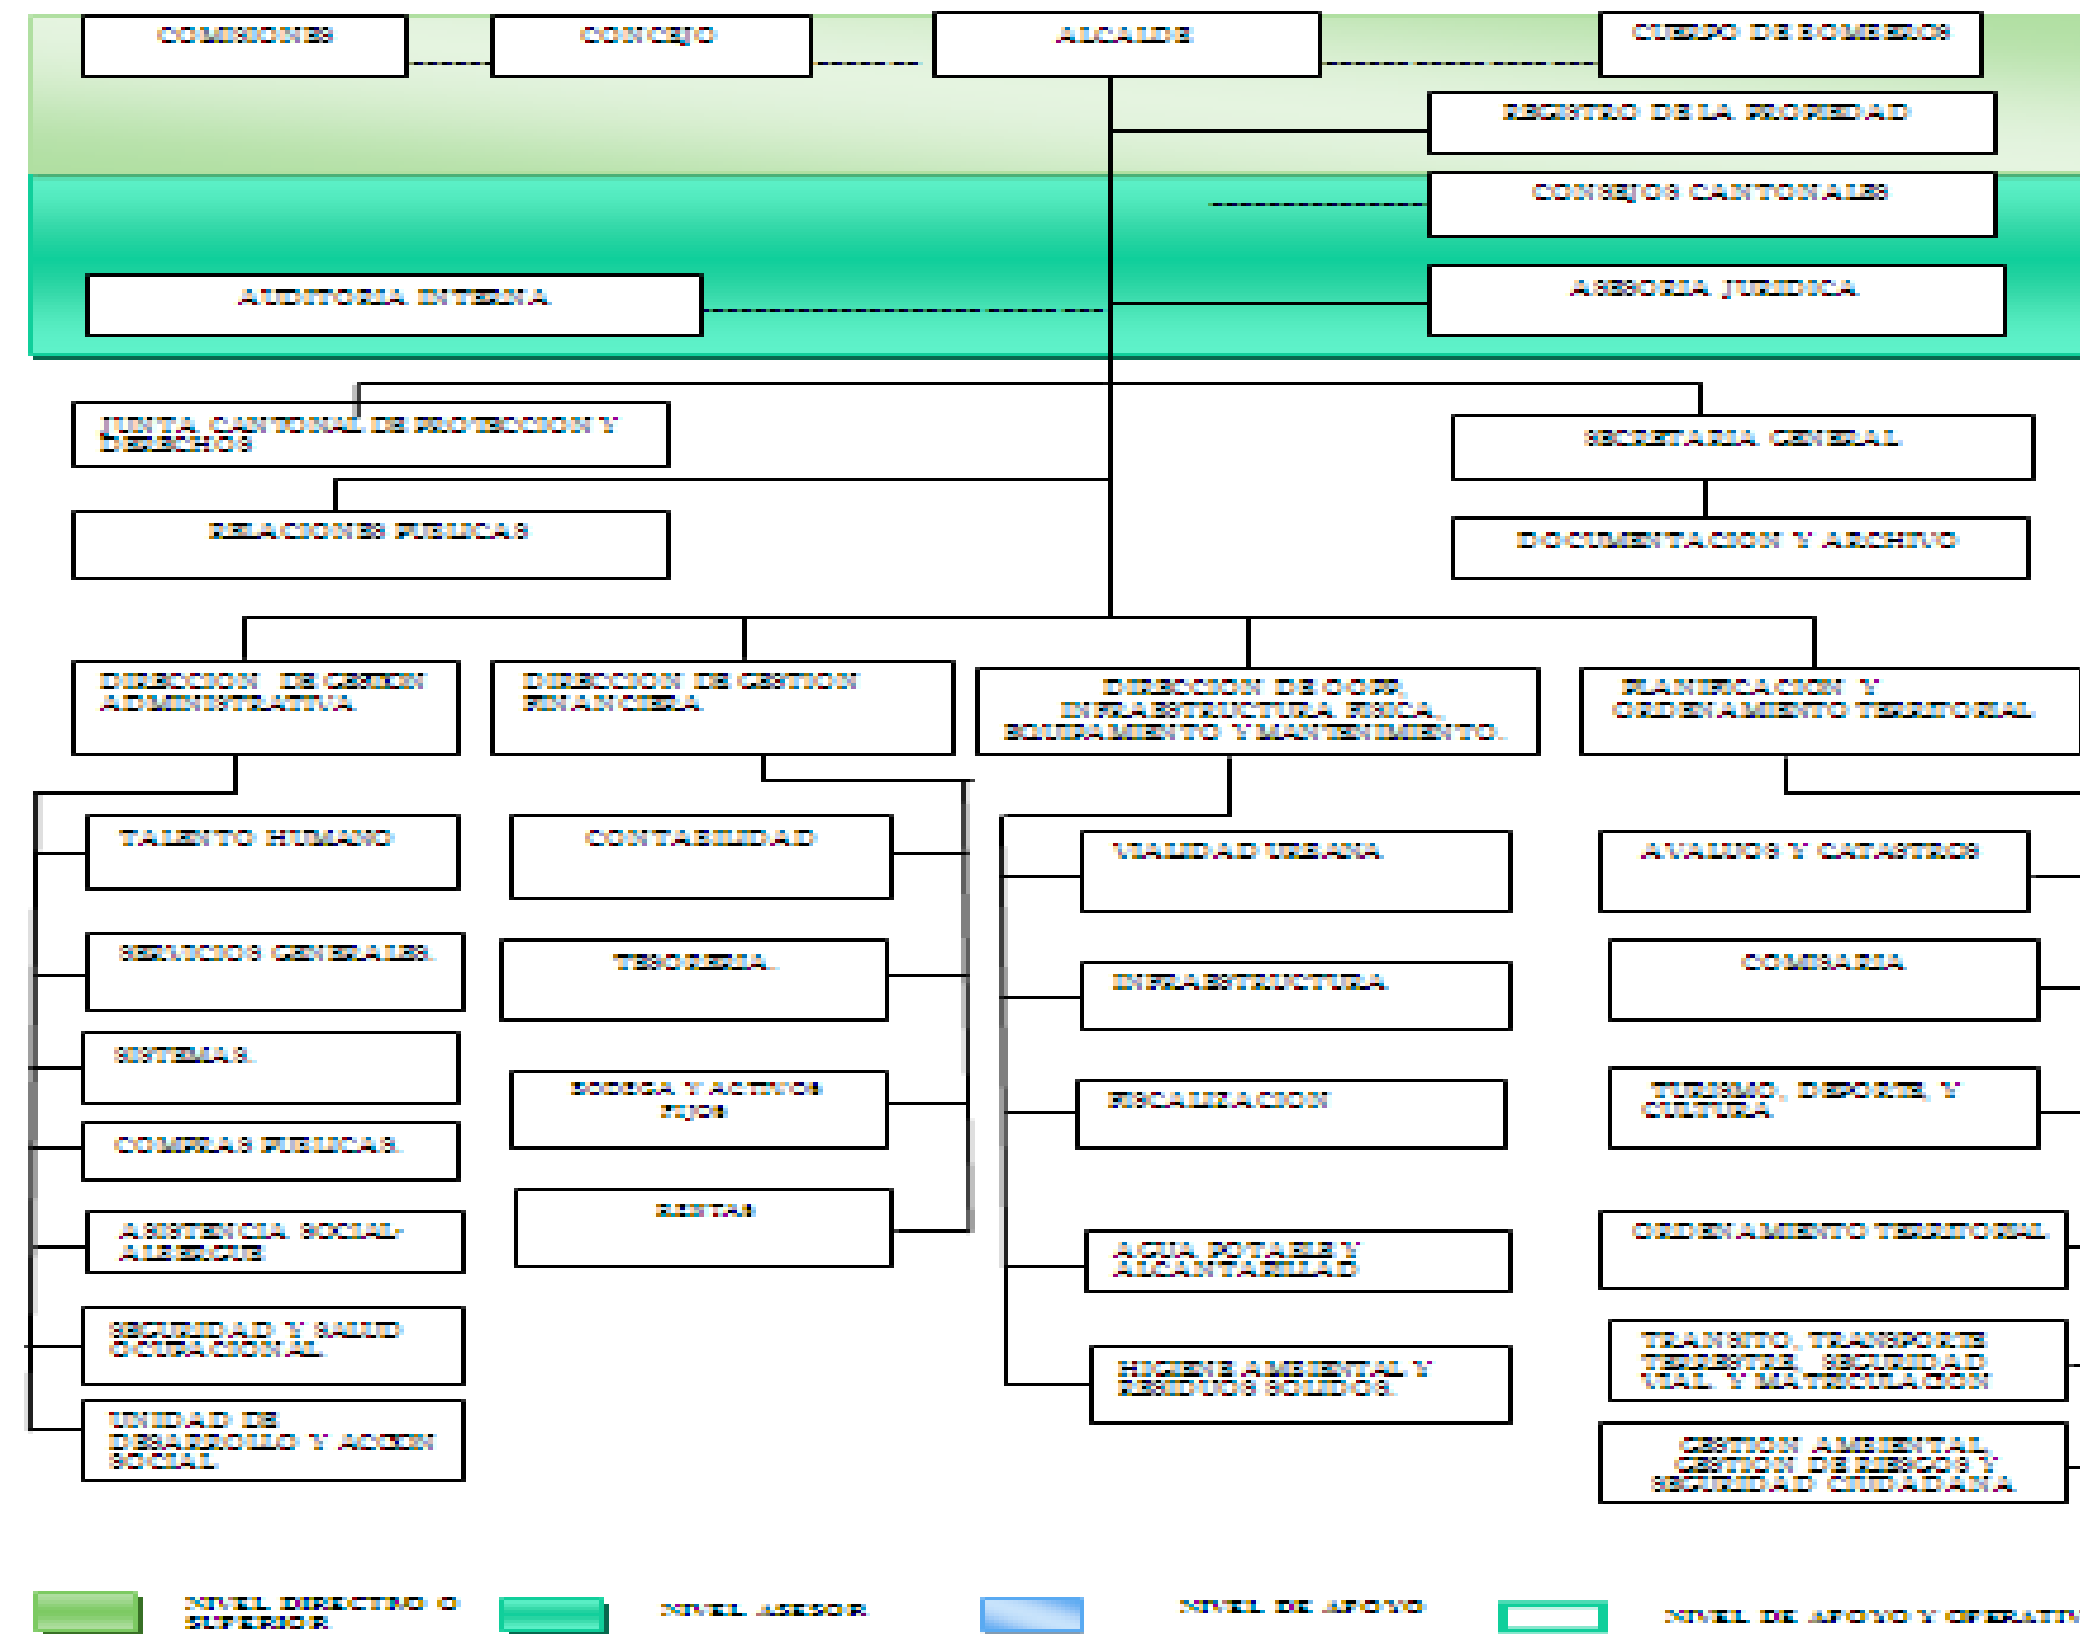 COMISIONES
CONCEJO
ALCALDE
CUERPO DE BOMBEROS
REGISTRO DE LA PROPIEDAD
CONSEJOS CANTONALES
AUDITORIA INTERNA
ASESORIA JURIDICA
JUNTA CANTONAL DE PROTECCION Y
DERECHOS
SECRETARIA GENERAL
RELACIONES PUBLICAS
DOCUMENTACION Y ARCHIVO
DIRECCION DE GESTION
ADMINISTRATIVA
DIRECCION DE GESTION
FINANCIERA
DIRECCION DE OOPP,
INFRAESTRUCTURA FISICA,
EQUIPAMIENTO Y MANTENIMIENTO.
PLANIFICACION Y
ORDENAMIENTO TERRITORIAL
TALENTO HUMANO
SERVICIOS GENERALES.
SISTEMAS.
COMPRAS PUBLICAS.
ASISTENCIA SOCIAL-
ALBERGUE
SEGURIDAD Y SALUD
OCUPACIONAL
UNIDAD DE
DESARROLLO Y ACCION
SOCIAL
CONTABILIDAD
TESORERIA.
BODEGA Y ACTIVOS
FIJOS
RENTAS
VIALIDAD URBANA
INFRAESTRUCTURA
FISCALIZACION
AGUA POTABLE Y
ALCANTARILLAD
HIGIENE AMBIENTAL Y
RESIDUOS SOLIDOS.
AVALUOS Y CATASTROS
COMISARIA
TURISMO, DEPORTE, Y
CULTURA
ORDENAMIENTO TERRITORIAL
TRANSITO, TRANSPORTE
TERRESTRE, SEGURIDAD
VIAL Y MATRICULACION
GESTION AMBIENTAL,
GESTION DE RIESGOS Y
SEGURIDAD CIUDADANA
NIVEL DIRECTIVO O
SUPERIOR
NIVEL ASESOR
NIVEL DE APOYO
NIVEL DE APOYO Y OPERATIV